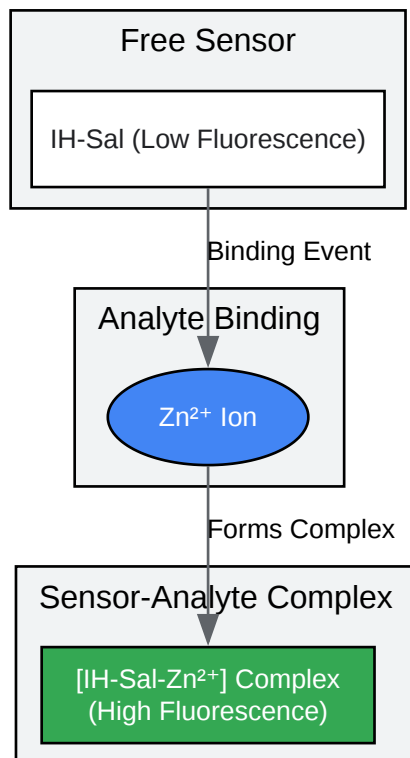 Free Sensor
IH-Sal (Low Fluorescence)
Binding Event
Analyte Binding
Zn²⁺ Ion
Forms Complex
Sensor-Analyte Complex
[IH-Sal-Zn²⁺] Complex
(High Fluorescence)